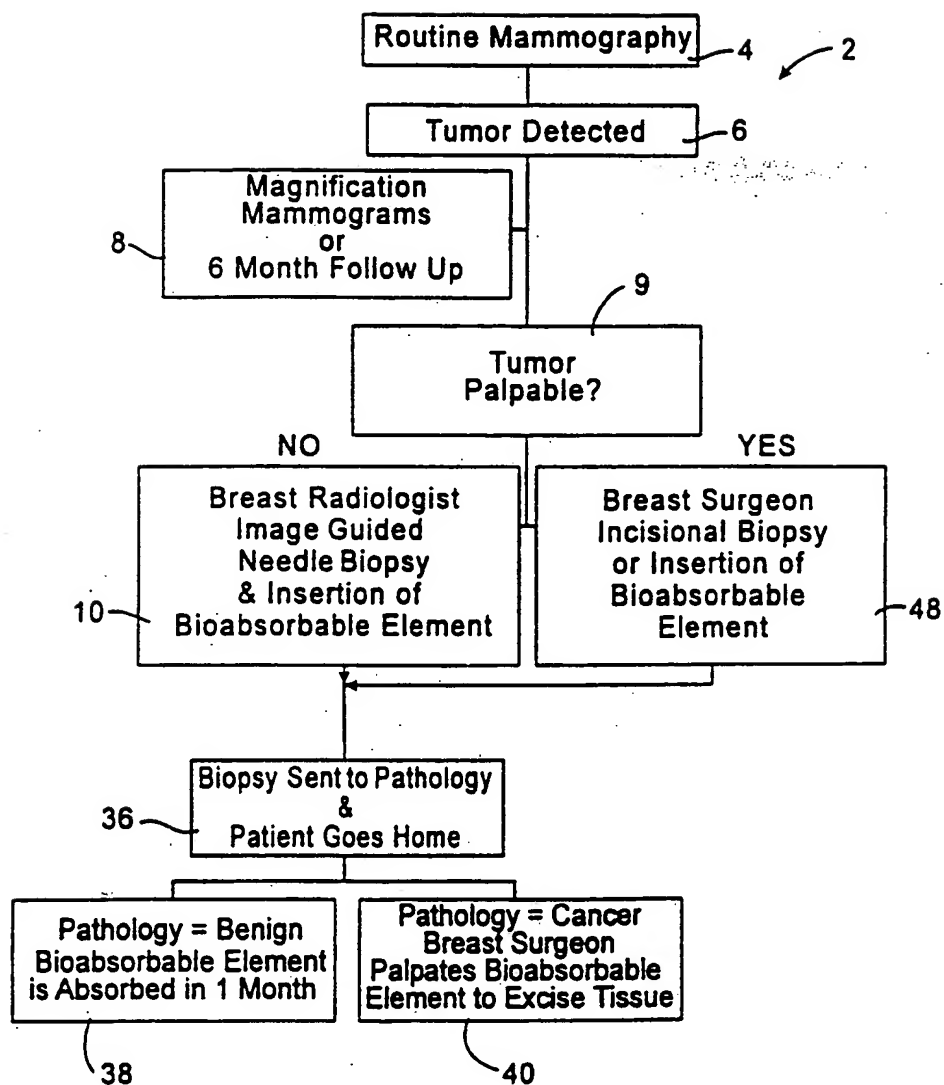 Routine Mammography
4
2
Tumor Detected
6
Magnification
Mammograms
or
6 Month Follow Up
8
9
Tumor
Palpable?
NO
YES
Breast Radiologist
Image Guided
Needle Biopsy
& Insertion of
Bioabsorbable Element
10
Breast Surgeon
Incisional Biopsy
or Insertion of
Bioabsorbable
Element
48
Biopsy Sent to Pathology
&
Patient Goes Home
36
Pathology = Benign
Bioabsorbable Element
is Absorbed in 1 Month
38
Pathology = Cancer
Breast Surgeon
Palpates Bioabsorbable
Element to Excise Tissue
40